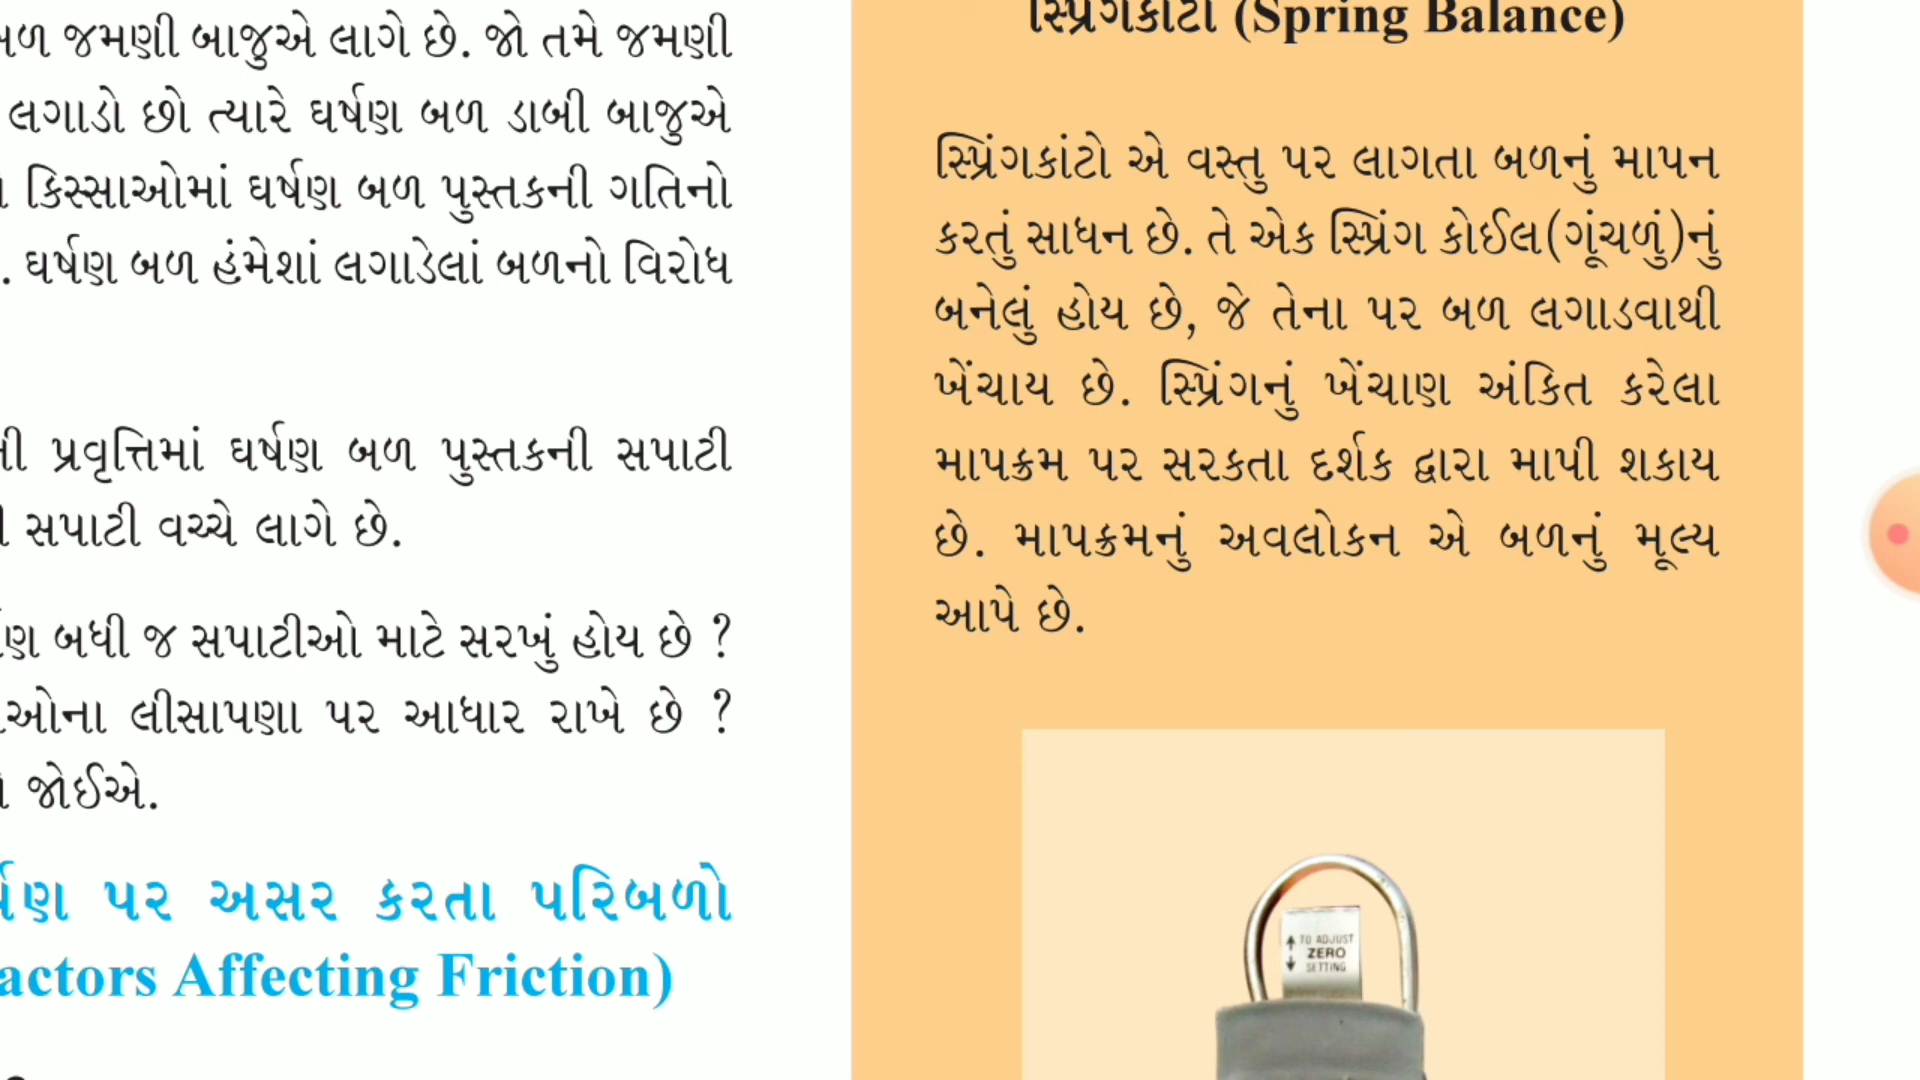 જમણી બાજુએ લાગે છે. જો તમે જમણી
લગાડો છો ત્યારે ઘર્ષણ બળ ડાબી બાજુએ
કિસ્સાઓમાં ઘર્ષણ બળ પુસ્તકની ગતિનો
. ઘર્ષણ બળ હંમેશાં લગાડેલાં બળનો વિરોધ
પ્રવૃત્તિમાં ઘર્ષણ બળ પુસ્તકની સપાટી
સપાટી વચ્ચે લાગે છે.
બધી જ સપાટીઓ માટે સરખું હોય છે ?
લીસાપણા પર આધાર રાખે છે ?
જોઈએ.
પર અસર કરતા પરિબળો
actors Affecting Friction)
સ્પ્રિંગકાંટો (Spring Balance)
સ્પ્રિંગકાંટો એ વસ્તુ પર લાગતા બળનું માપન
કરતું સાધન છે. તે એક સ્પ્રિંગ કોઈલ(ગૂંચળું)નું
બનેલું હોય છે, જે તેના પર બળ લગાડવાથી
ખેંચાય છે. સ્પ્રિંગનું ખેંચાણ અંકિત કરેલા
માપક્રમ પર સરકતા દર્શક દ્વારા માપી શકાય
છે. માપક્રમનું અવલોકન એ બળનું મૂલ્ય
આપે છે.
TO ADJUST
ZERO
SETTING